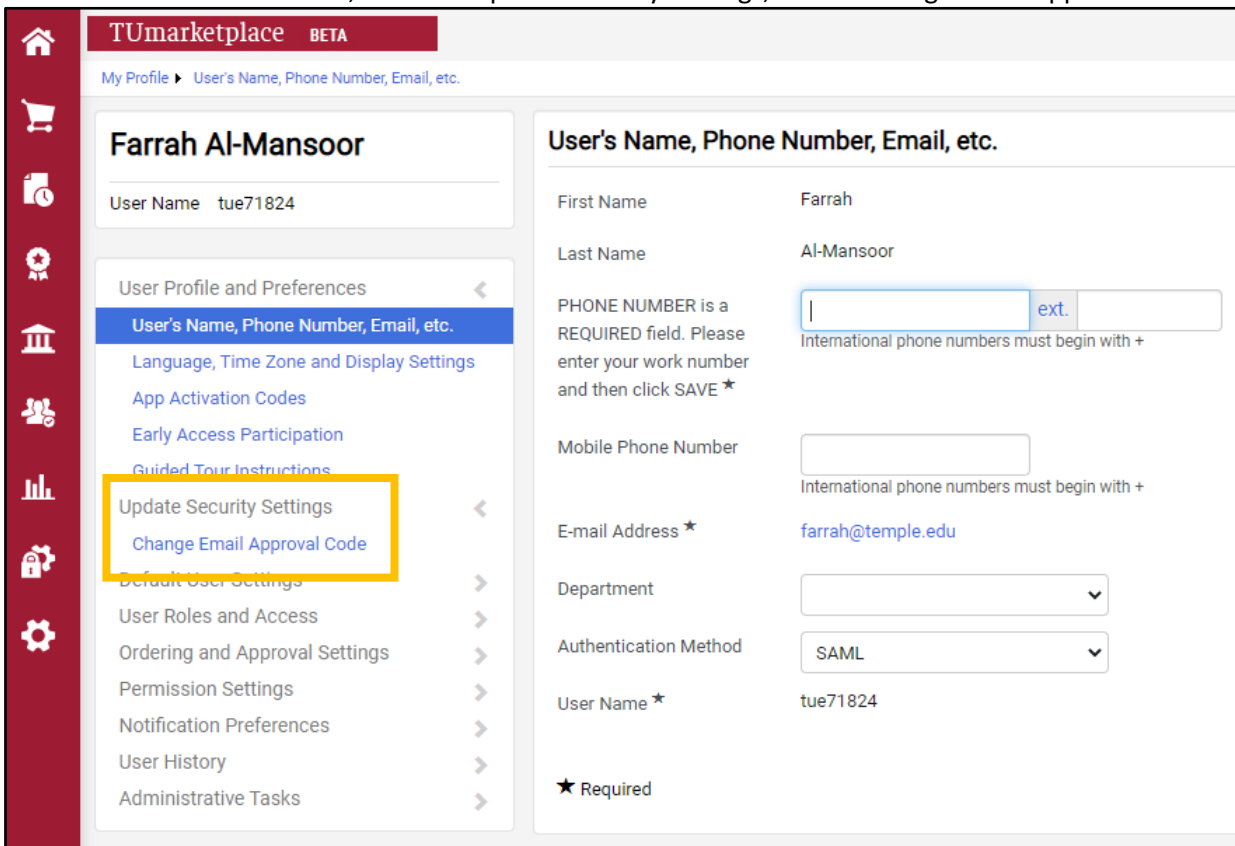 TUmarketplace BETA
My Profile ▸ User's Name, Phone Number, Email, etc.
Farrah Al-Mansoor
User Name tue71824
User Profile and Preferences
User's Name, Phone Number, Email, etc.
Language, Time Zone and Display Settings
App Activation Codes
Early Access Participation
Guided Tour Instructions
Update Security Settings
Change Email Approval Code
Default User Settings
User Roles and Access
Ordering and Approval Settings
Permission Settings
Notification Preferences
User History
Administrative Tasks
User's Name, Phone Number, Email, etc.
First Name Farrah
Last Name Al-Mansoor
PHONE NUMBER is a
REQUIRED field. Please
enter your work number
and then click SAVE ★
ext.
International phone numbers must begin with +
Mobile Phone Number
International phone numbers must begin with +
E-mail Address ★ farrah@temple.edu
Department
Authentication Method SAML
User Name ★ tue71824
★ Required